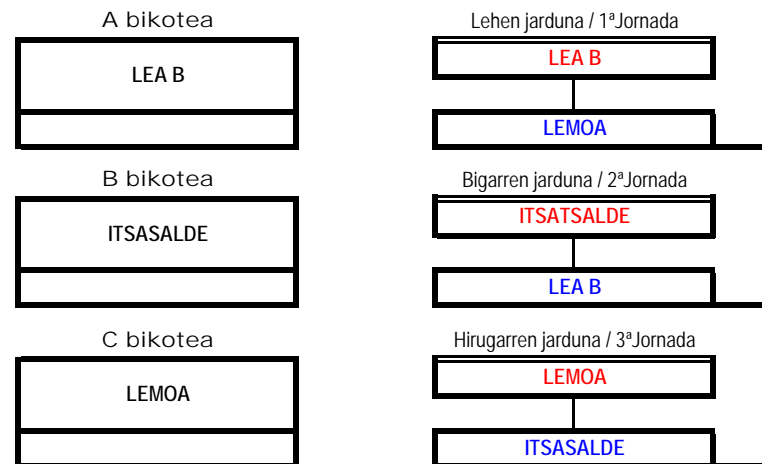 A bikotea
LEA B
B bikotea
ITSASALDE
C bikotea
LEMOA
Lehen jarduna / 1ªJornada
LEA B
LEMOA
Bigarren jarduna / 2ªJornada
ITSATSALDE
LEA B
Hirugarren jarduna / 3ªJornada
LEMOA
ITSASALDE